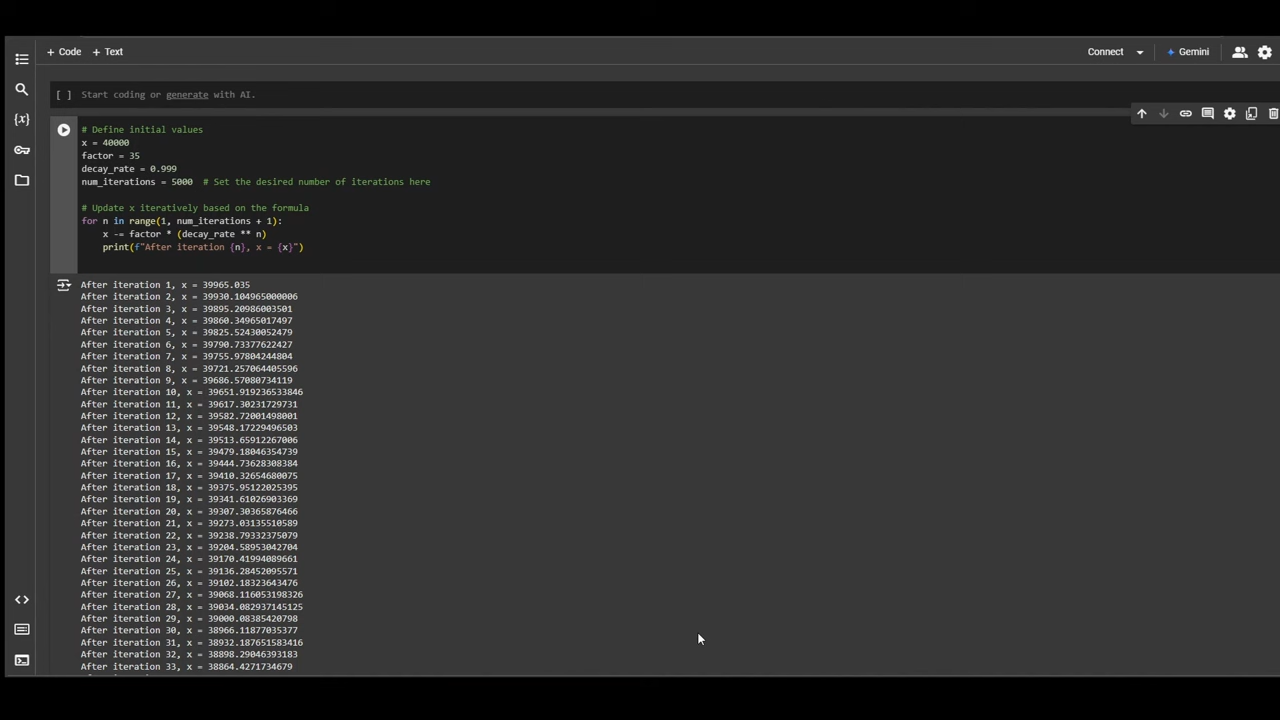 + Code + Text
Connect
Gemini
[ ] Start coding or generate with AI.
# Define initial values
x = 40000
factor = 35
decay_rate = 0.999
num_iterations = 5000  # Set the desired number of iterations here
# Update x iteratively based on the formula
for n in range(1, num_iterations + 1):
    x -= factor * (decay_rate ** n)
    print(f"After iteration {n}, x = {x}")
After iteration 1, x = 39965.035
After iteration 2, x = 39930.104965000006
After iteration 3, x = 39895.20986003501
After iteration 4, x = 39860.34965017497
After iteration 5, x = 39825.52430052479
After iteration 6, x = 39790.73377622427
After iteration 7, x = 39755.97804244804
After iteration 8, x = 39721.257064405596
After iteration 9, x = 39686.57080734119
After iteration 10, x = 39651.919236533846
After iteration 11, x = 39617.30231729731
After iteration 12, x = 39582.72001498001
After iteration 13, x = 39548.17229496503
After iteration 14, x = 39513.65912267006
After iteration 15, x = 39479.18046354739
After iteration 16, x = 39444.73628308384
After iteration 17, x = 39410.32654680075
After iteration 18, x = 39375.95122025395
After iteration 19, x = 39341.61026903369
After iteration 20, x = 39307.30365876466
After iteration 21, x = 39273.03135510589
After iteration 22, x = 39238.79332375079
After iteration 23, x = 39204.58953042704
After iteration 24, x = 39170.41994089661
After iteration 25, x = 39136.28452095571
After iteration 26, x = 39102.18323643476
After iteration 27, x = 39068.116053198326
After iteration 28, x = 39034.082937145125
After iteration 29, x = 39000.08385420798
After iteration 30, x = 38966.11877035377
After iteration 31, x = 38932.187651583416
After iteration 32, x = 38898.29046393183
After iteration 33, x = 38864.4271734679